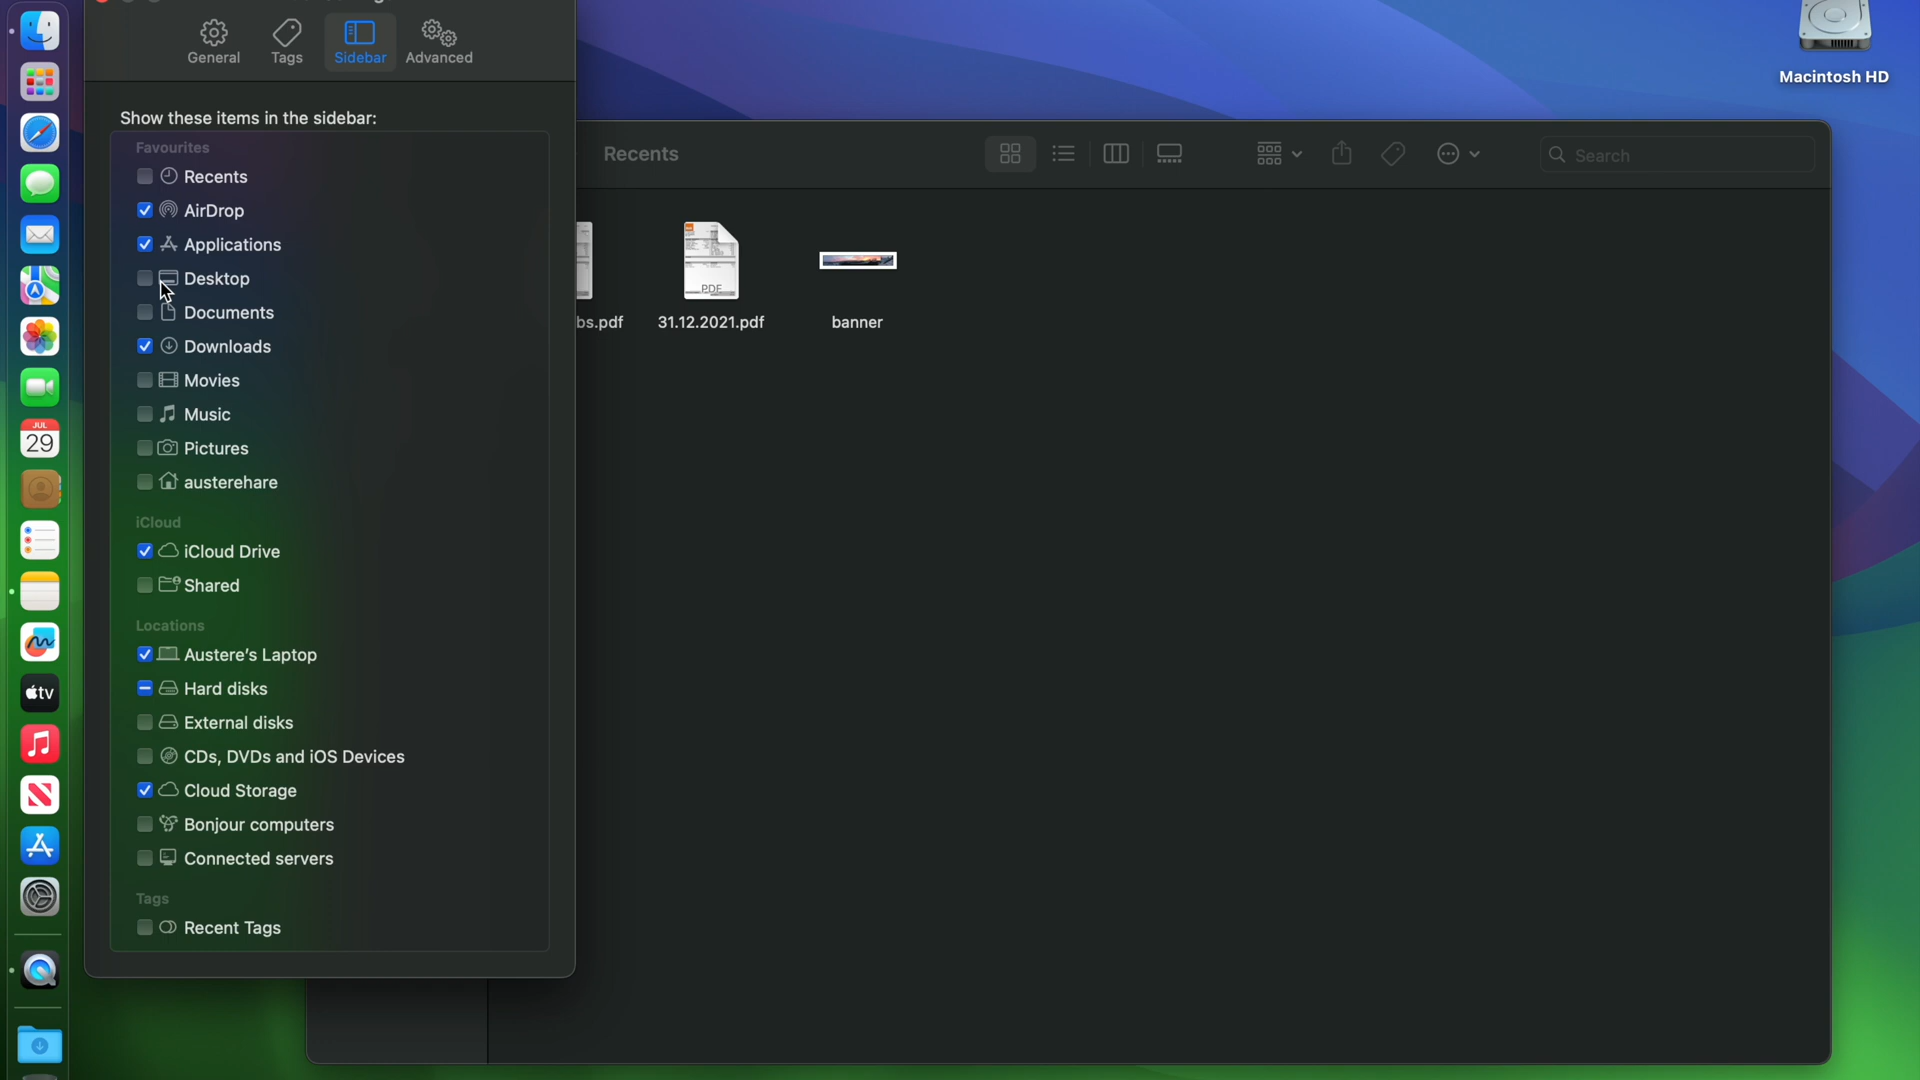 General
Tags
Sidebar
Advanced
Show these items in the sidebar:
Favourites
Recents
AirDrop
Applications
Desktop
Documents
Downloads
Movies
Music
Pictures
austerehare
iCloud
iCloud Drive
Shared
Locations
Austere's Laptop
Hard disks
External disks
CDs, DVDs and iOS Devices
Cloud Storage
Bonjour computers
Connected servers
Tags
Recent Tags
Recents
Search
PDF
bs.pdf
31.12.2021.pdf
banner
Macintosh HD
JUL
29
tv